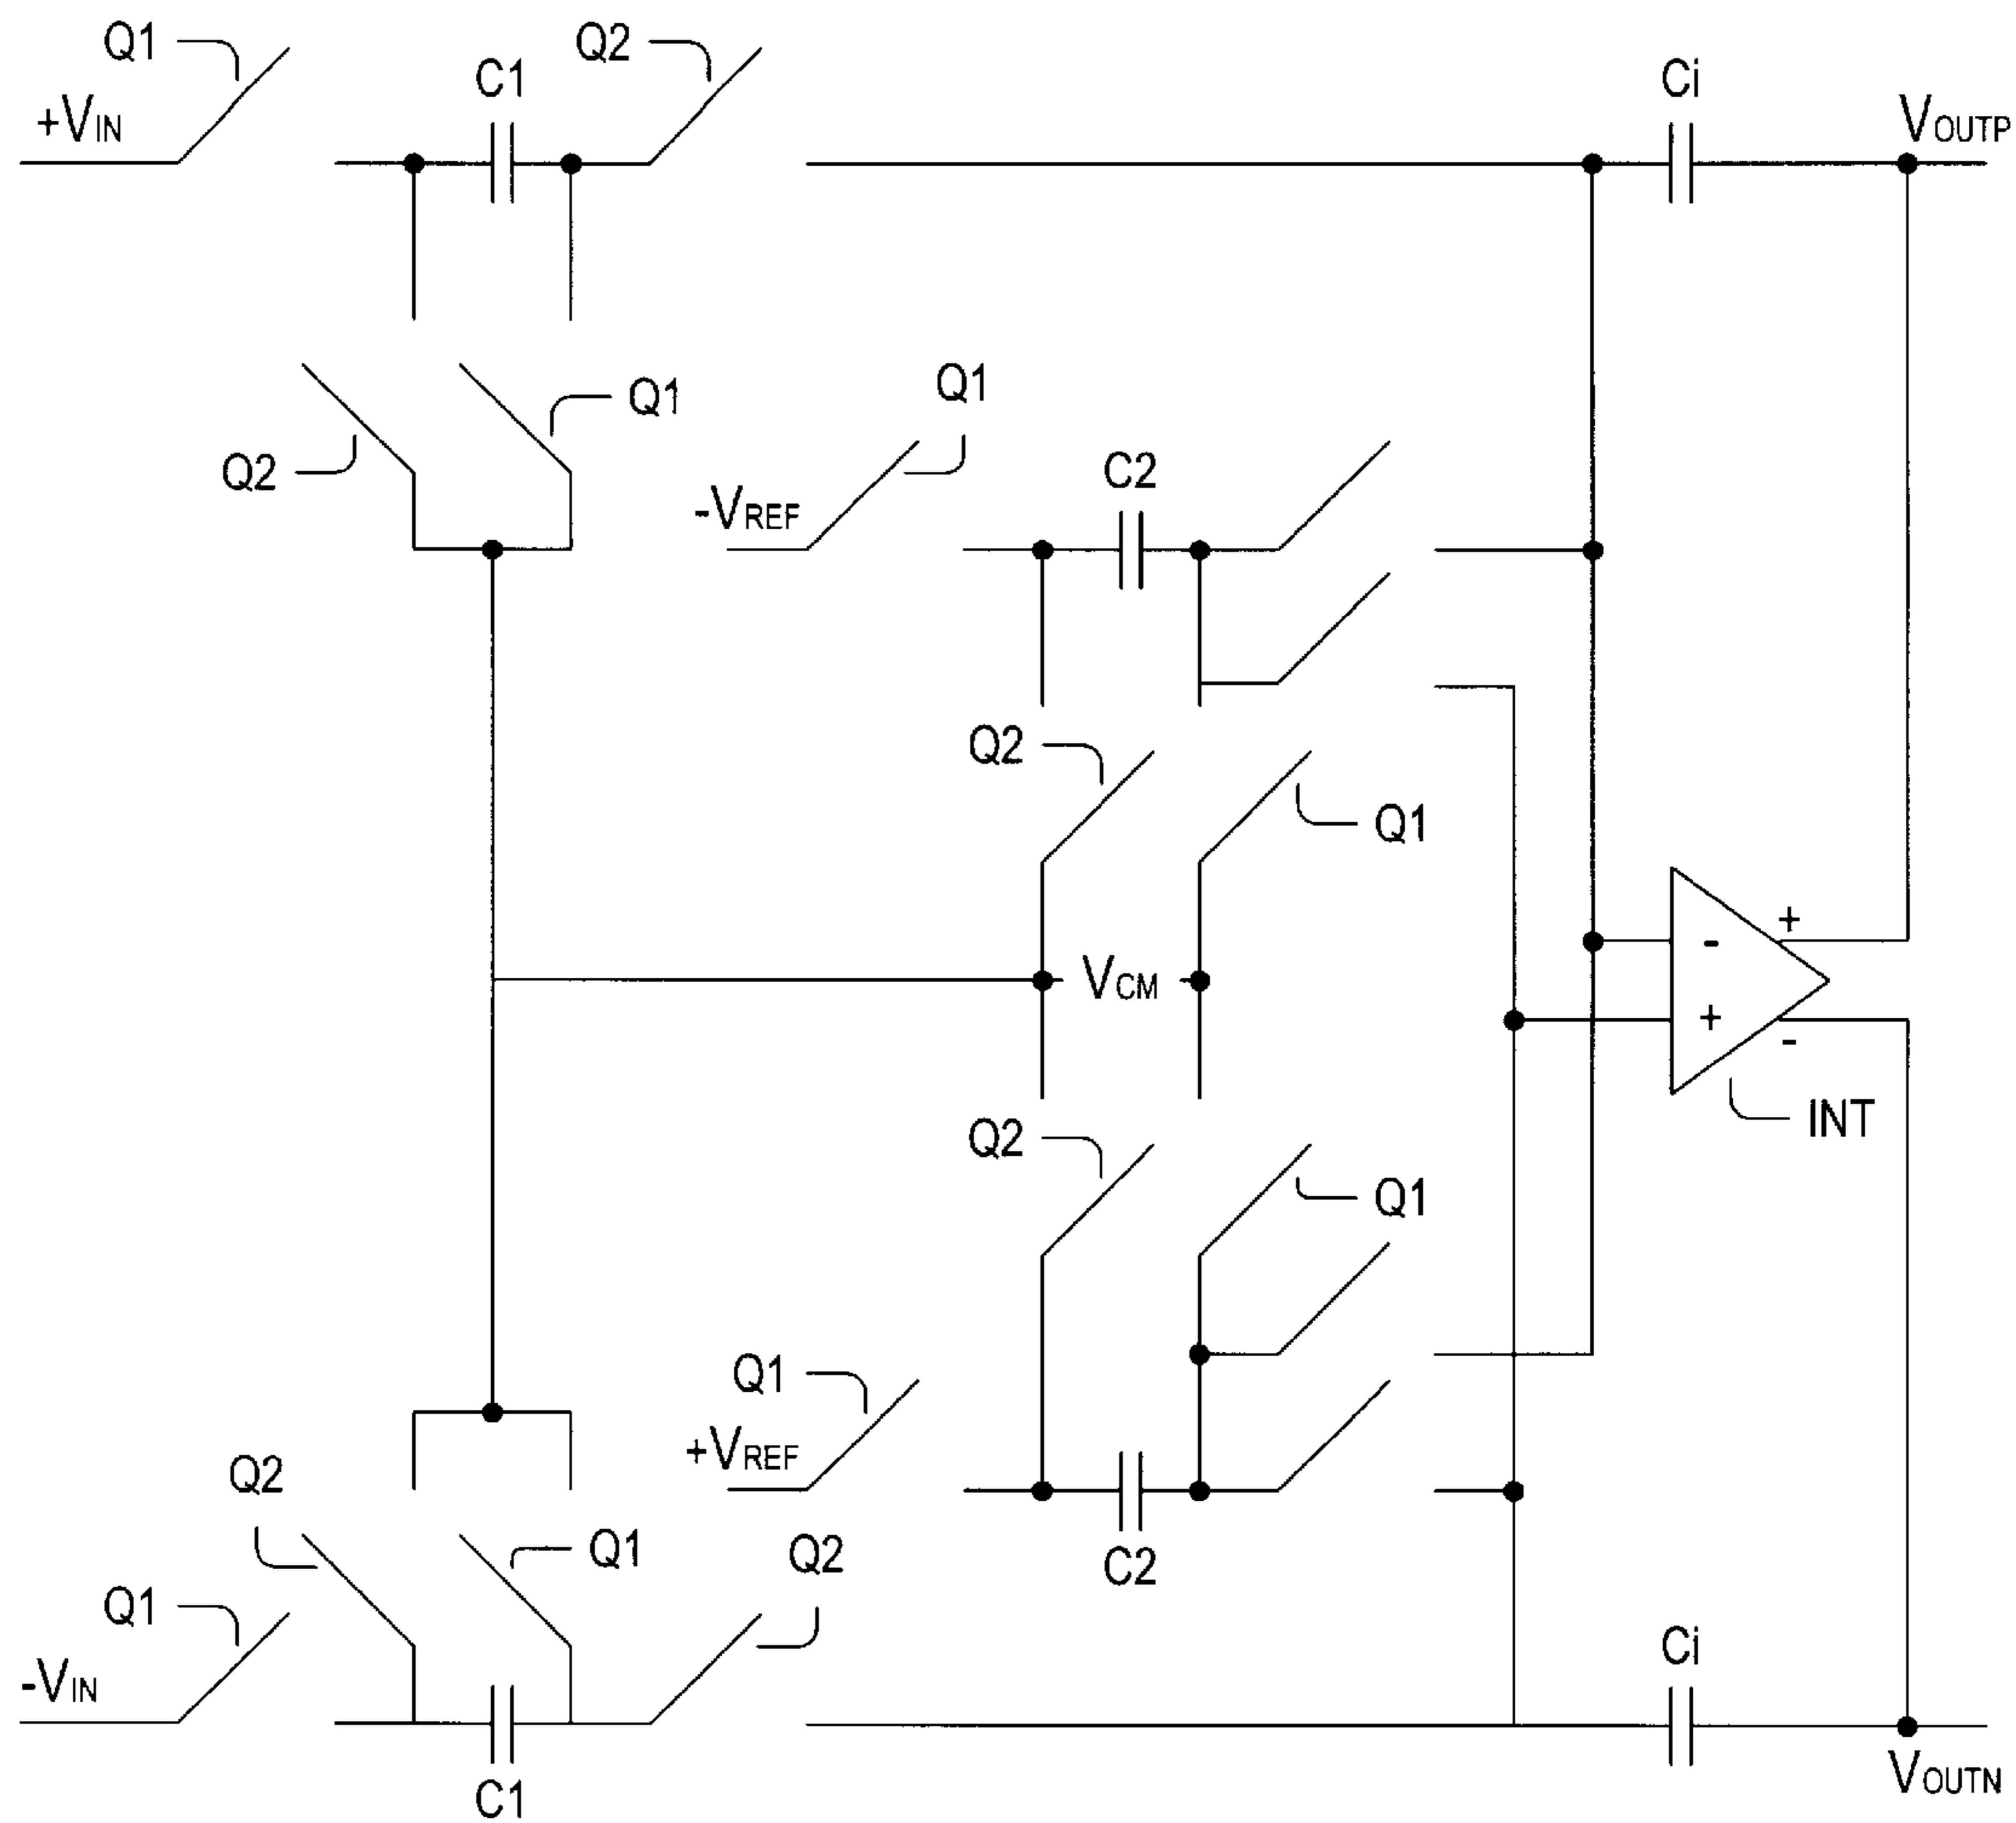 Q1
Q2
C1
Ci
+VIN
VOUTP
Q1
Q1
Q2
C2
-VREF
Q2
Q1
VCM
+
-
+
-
INT
Q2
Q1
Q1
+VREF
Q2
Q1
Q2
C2
Q1
Ci
-VIN
C1
VOUTN